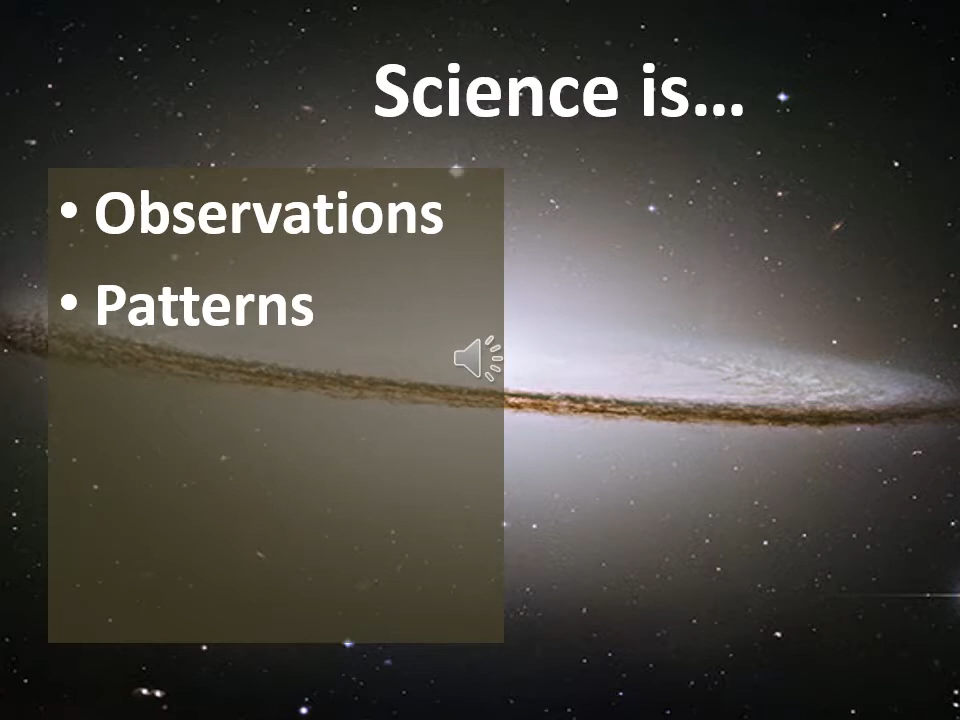 Science is…
• Observations
• Patterns